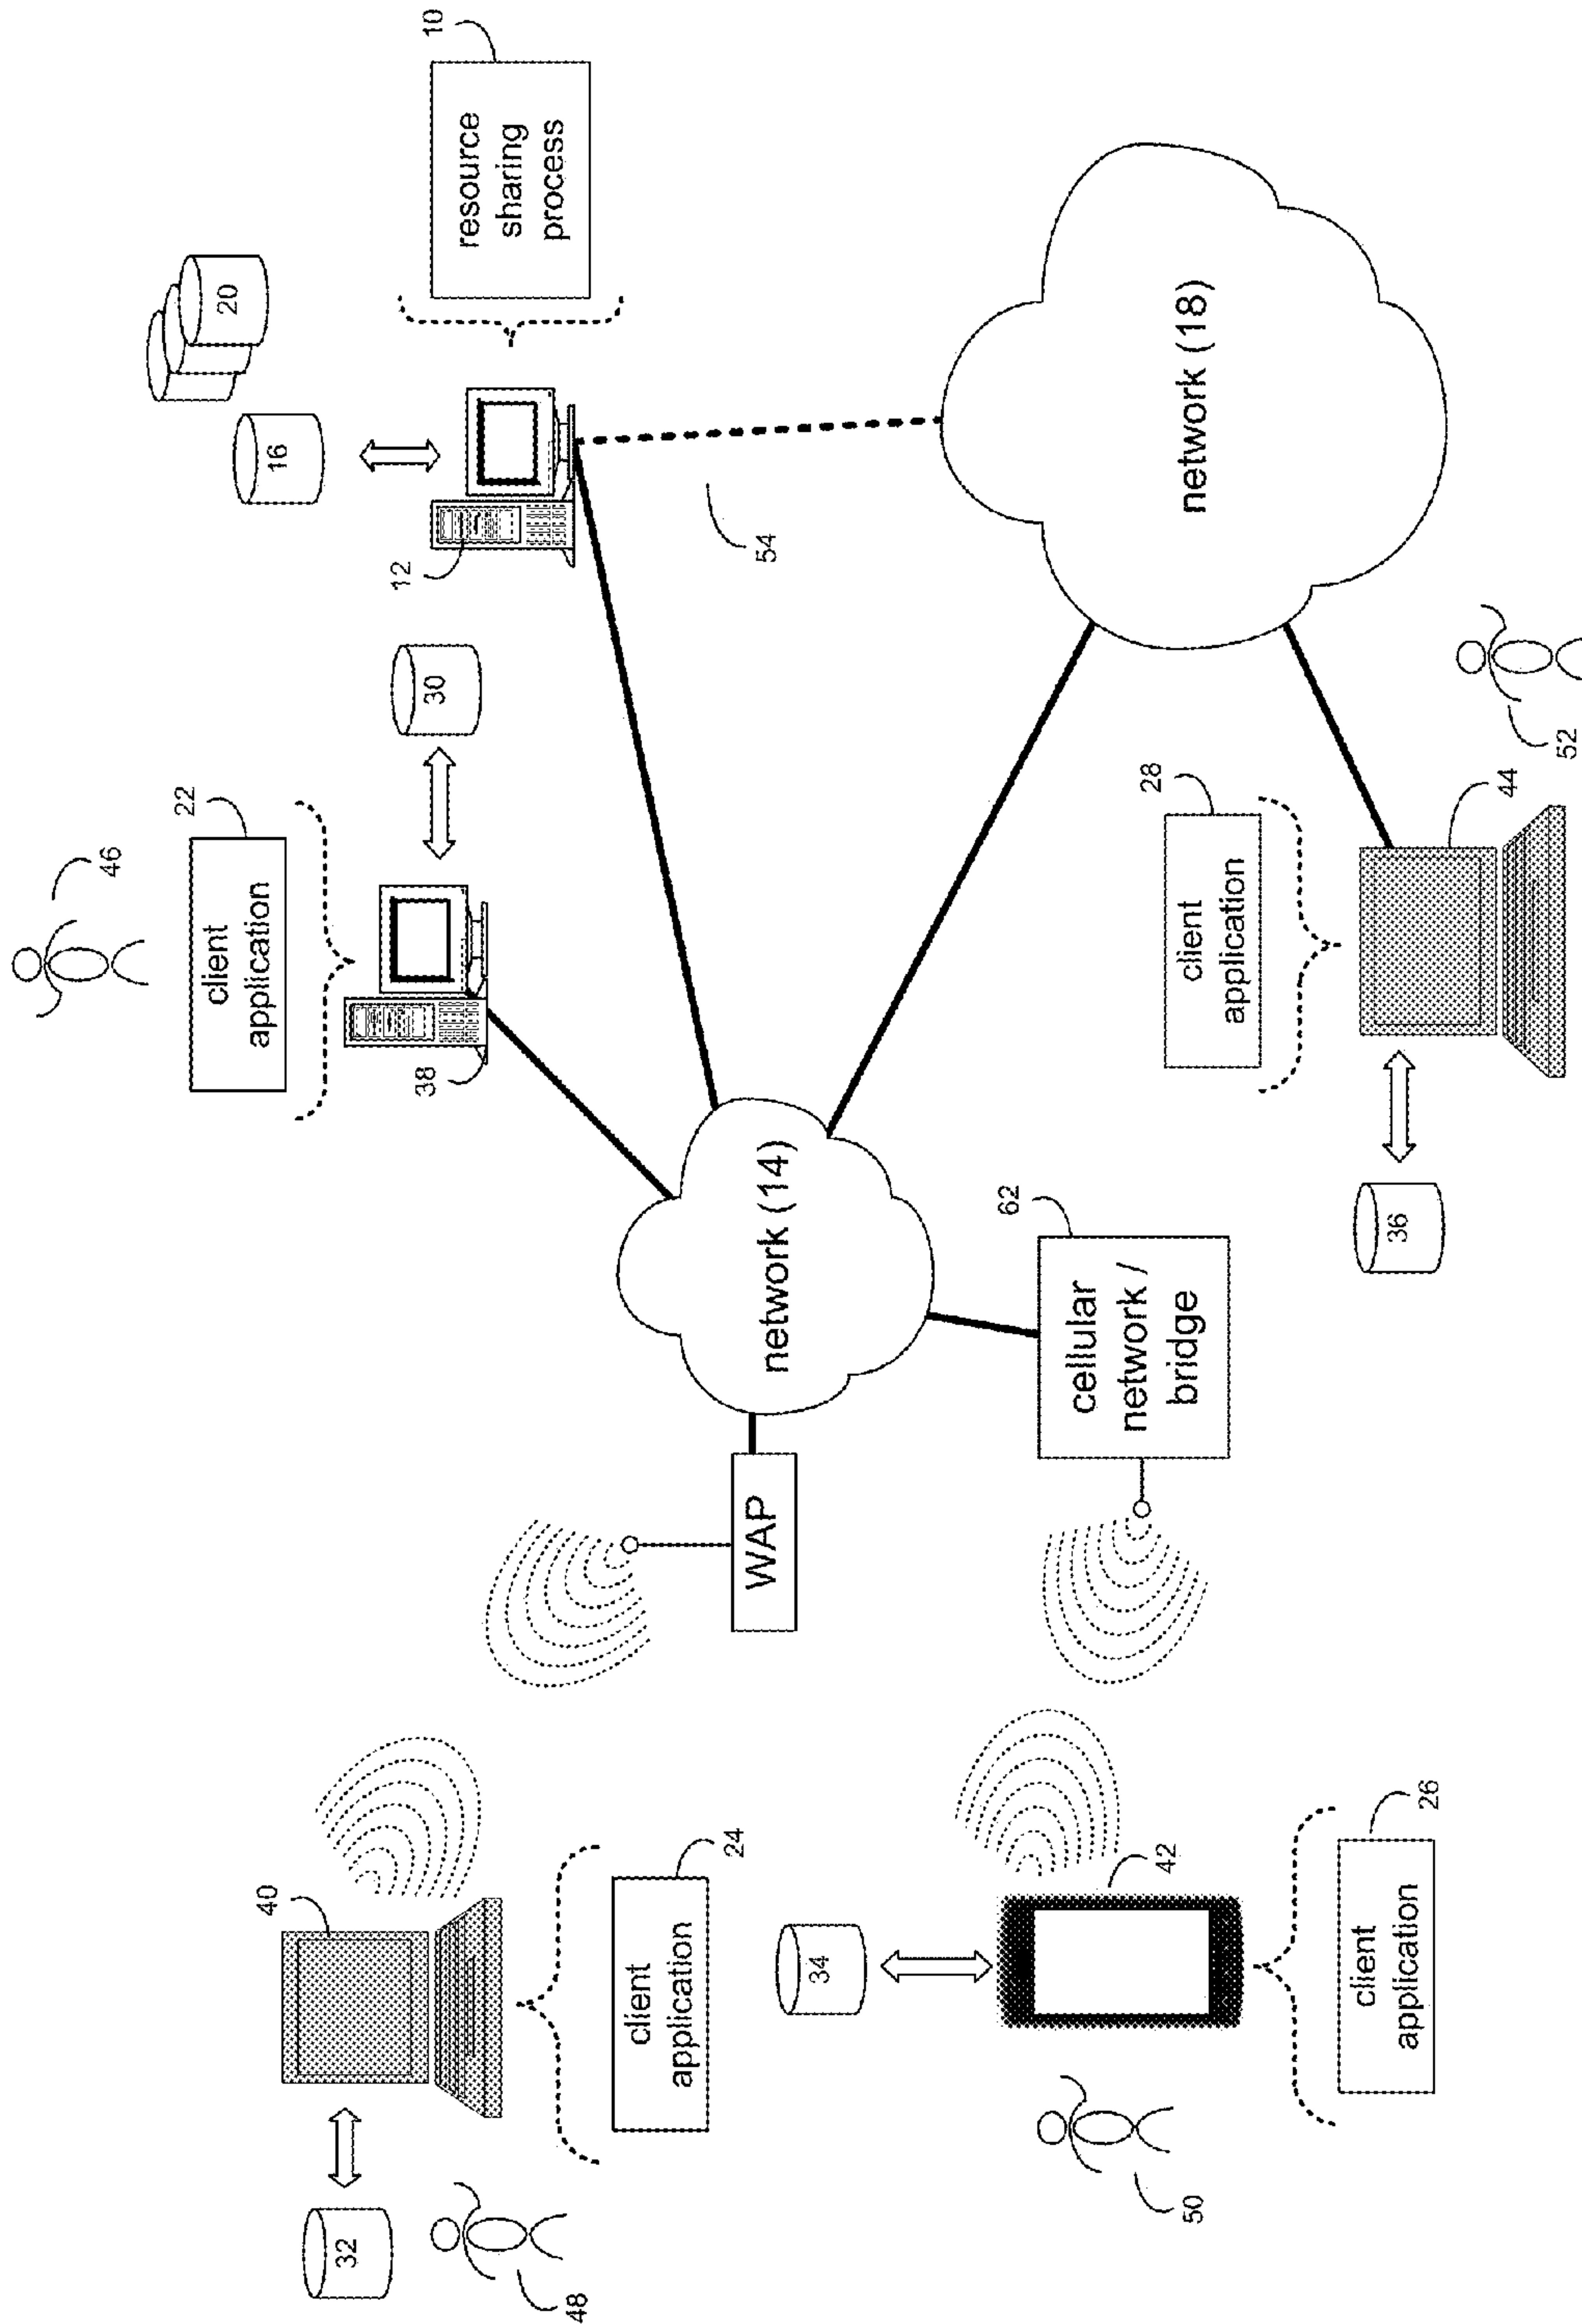 46
22
client
application
38
30
16
20
12
10
resource
sharing
process
54
40
32
48
24
client
application
WAP
network (14)
network (18)
34
42
50
26
client
application
62
cellular
network /
bridge
28
client
application
36
44
52